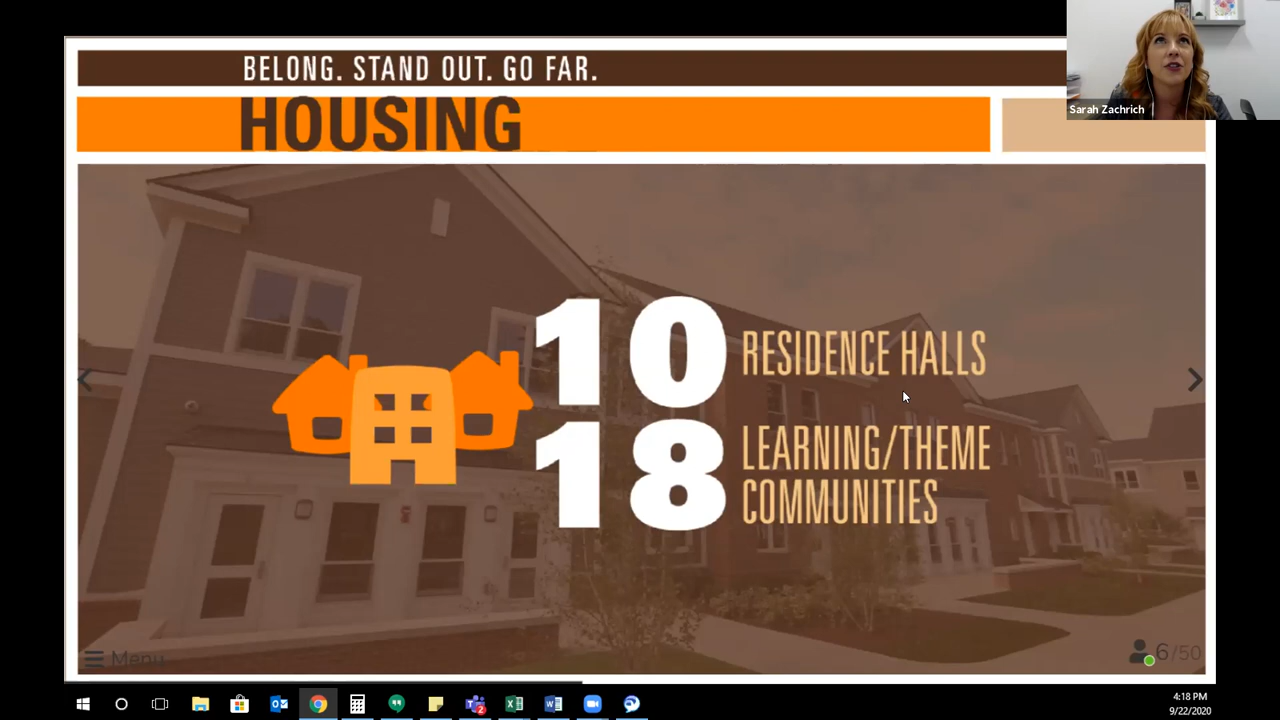 BELONG. STAND OUT. GO FAR.
Sarah Zachrich
HOUSING
10 RESIDENCE HALLS
18 LEARNING/THEME
COMMUNITIES
Menu
6/50
2
4:18 PM
9/22/2020